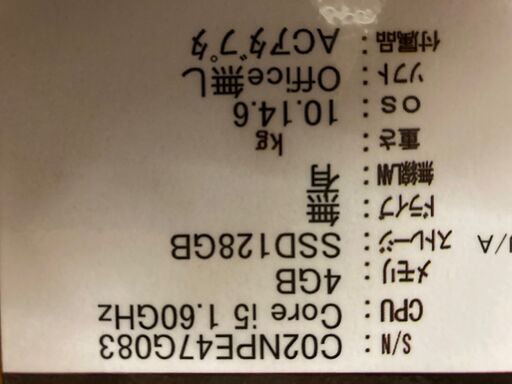 S/N: C02NPE47G083
CPU: Core i5 1.60GHz
メモリ: 4GB
ストレージ: SSD128GB
ドライブ: 無
無線LAN: 有
重さ: kg
OS: 10.14.6
ソフト: Office無し
付属品: ACアダプタ